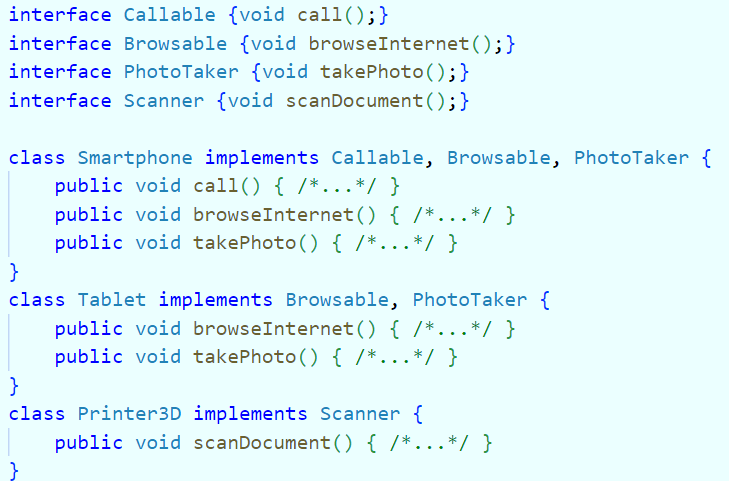 interface Callable {void call();}
interface Browsable {void browseInternet();}
interface PhotoTaker {void takePhoto();}
interface Scanner {void scanDocument();}

class Smartphone implements Callable, Browsable, PhotoTaker {
    public void call() { /*...*/ }
    public void browseInternet() { /*...*/ }
    public void takePhoto() { /*...*/ }
}
class Tablet implements Browsable, PhotoTaker {
    public void browseInternet() { /*...*/ }
    public void takePhoto() { /*...*/ }
}
class Printer3D implements Scanner {
    public void scanDocument() { /*...*/ }
}